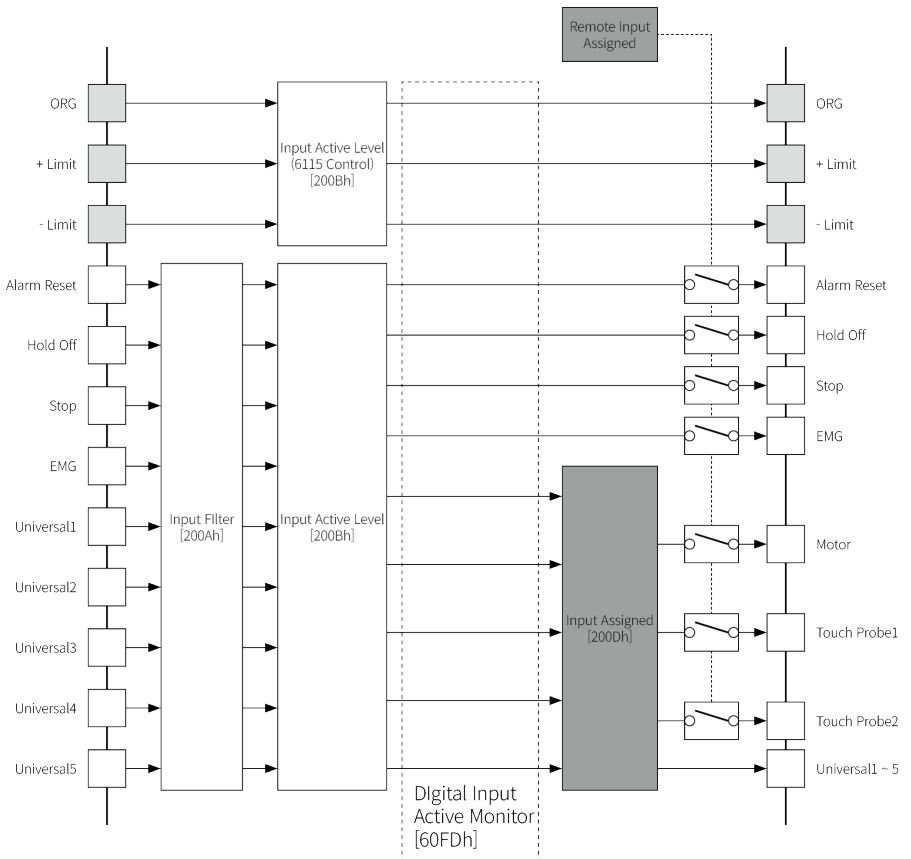 Remote Input
Assigned
ORG
ORG
Input Active Level
(6115 Control)
[200Bh]
+ Limit
+ Limit
- Limit
- Limit
Alarm Reset
Alarm Reset
Hold Off
Hold Off
Stop
Stop
EMG
EMG
Universal1
Input FIlter
[200Ah]
Input Active Level
[200Bh]
Motor
Universal2
Input Assigned
[200Dh]
Touch Probe1
Universal3
Universal4
Touch Probe2
Universal5
Universal1 ~ 5
DIgital Input
Active Monitor
[60FDh]